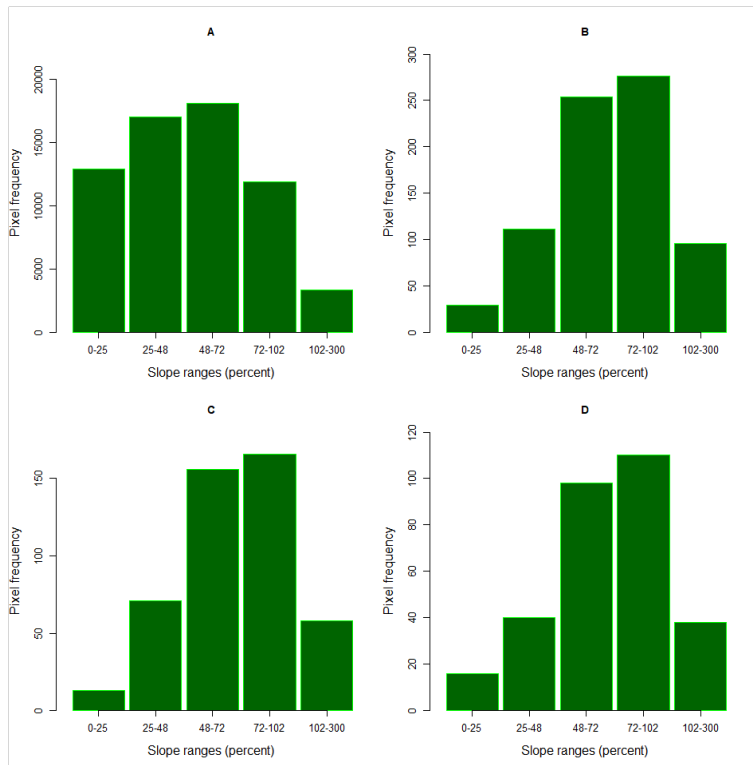 A
Pixel frequency
20000
15000
10000
5000
0
0-25 25-48 48-72 72-102 102-300
Slope ranges (percent)
B
Pixel frequency
300
250
200
150
100
50
0
0-25 25-48 48-72 72-102 102-300
Slope ranges (percent)
C
Pixel frequency
150
100
50
0
0-25 25-48 48-72 72-102 102-300
Slope ranges (percent)
D
Pixel frequency
120
100
80
60
40
20
0
0-25 25-48 48-72 72-102 102-300
Slope ranges (percent)